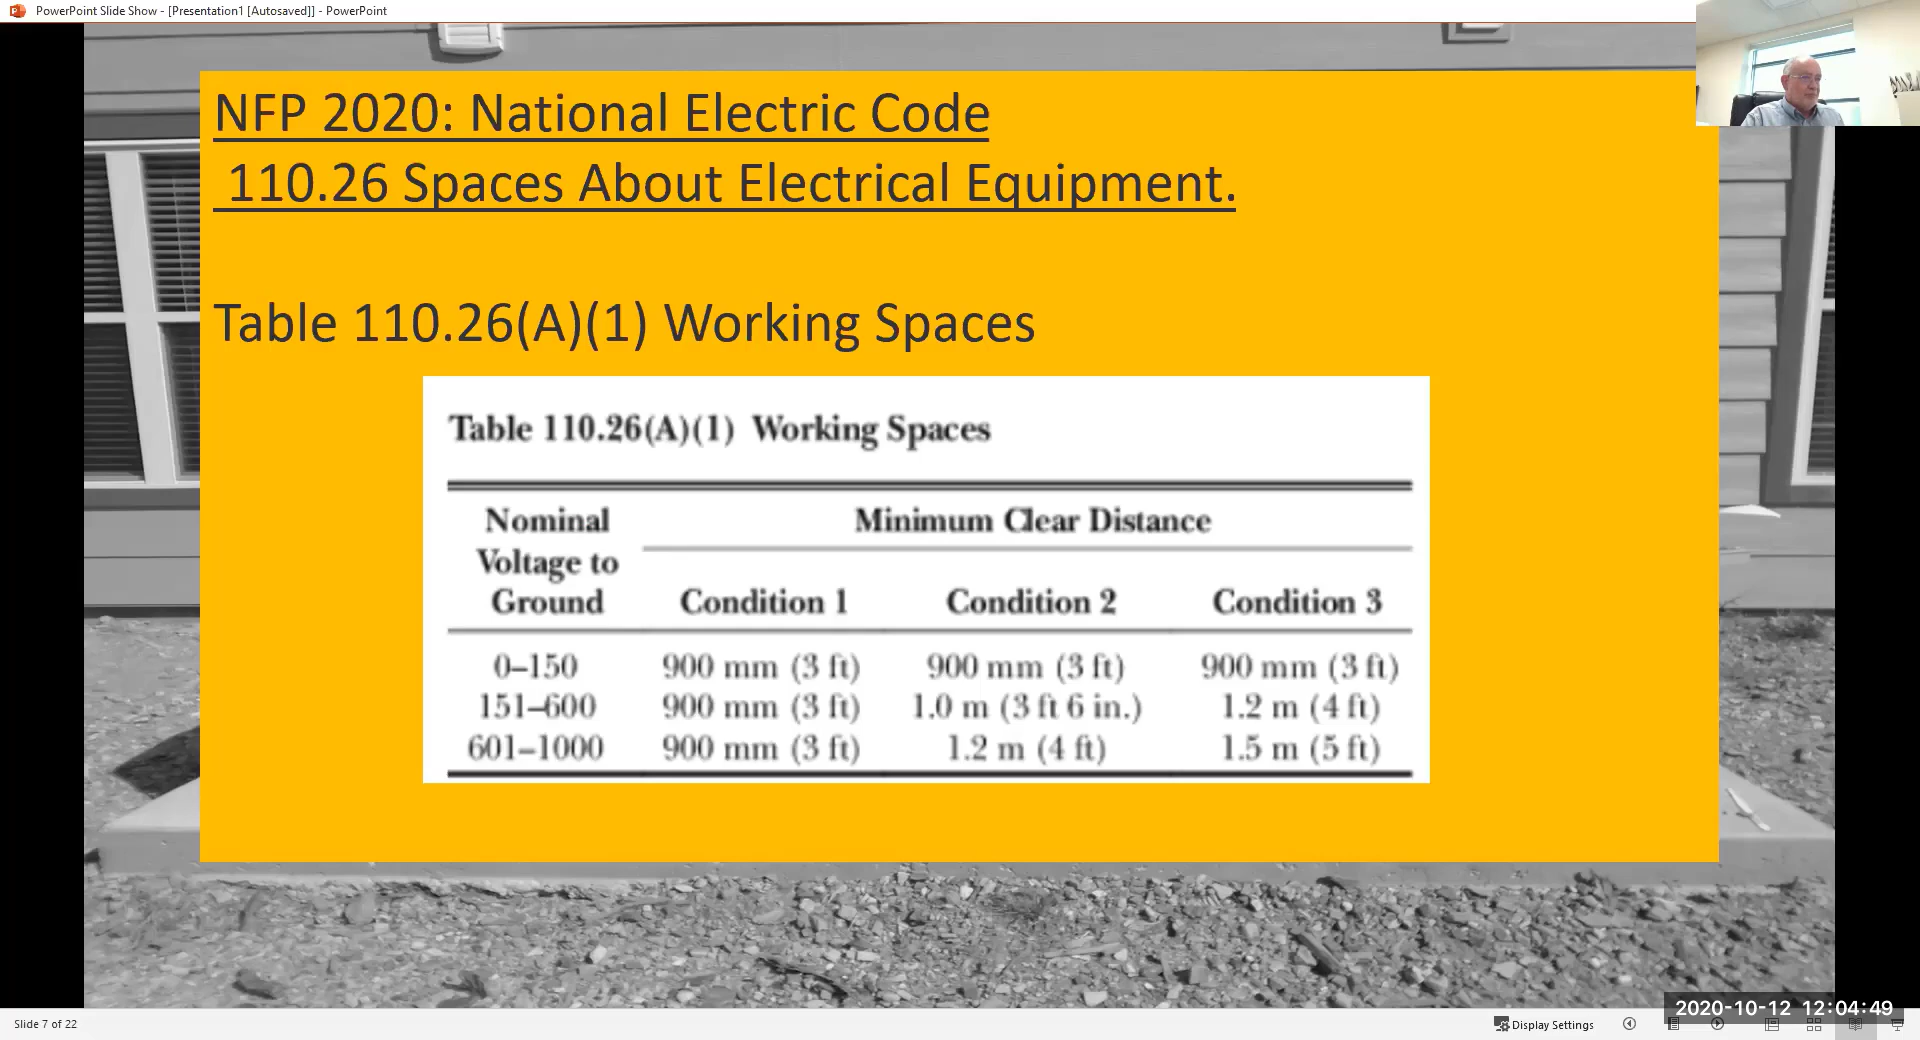 PowerPoint Slide Show - [Presentation1 [Autosaved]] - PowerPoint
NFP 2020: National Electric Code
110.26 Spaces About Electrical Equipment.
Table 110.26(A)(1) Working Spaces
Table 110.26(A)(1) Working Spaces
Nominal Voltage to Ground
Minimum Clear Distance
Condition 1 Condition 2 Condition 3
0–150 900 mm (3 ft) 900 mm (3 ft) 900 mm (3 ft)
151–600 900 mm (3 ft) 1.0 m (3 ft 6 in.) 1.2 m (4 ft)
601–1000 900 mm (3 ft) 1.2 m (4 ft) 1.5 m (5 ft)
2020-10-12 12:04:49
Slide 7 of 22
Display Settings